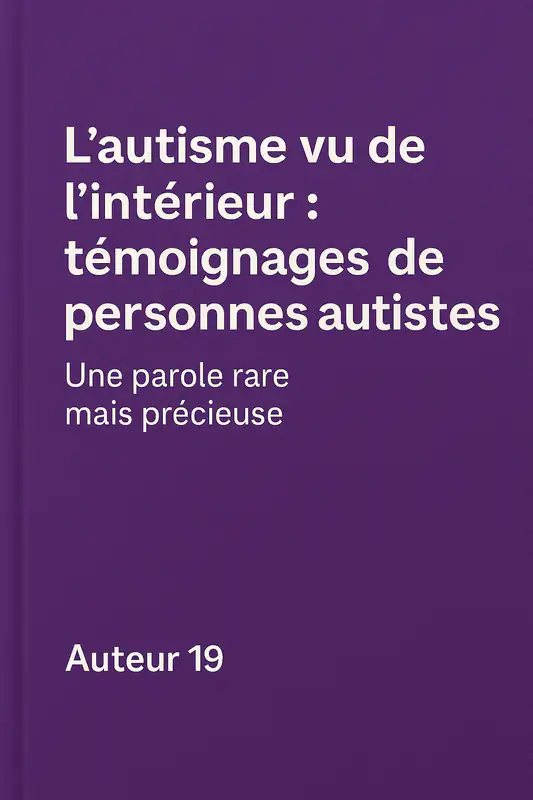 L’autisme vu de
l’intérieur :
témoignages de
personnes autistes
Une parole rare
mais précieuse
Auteur 19